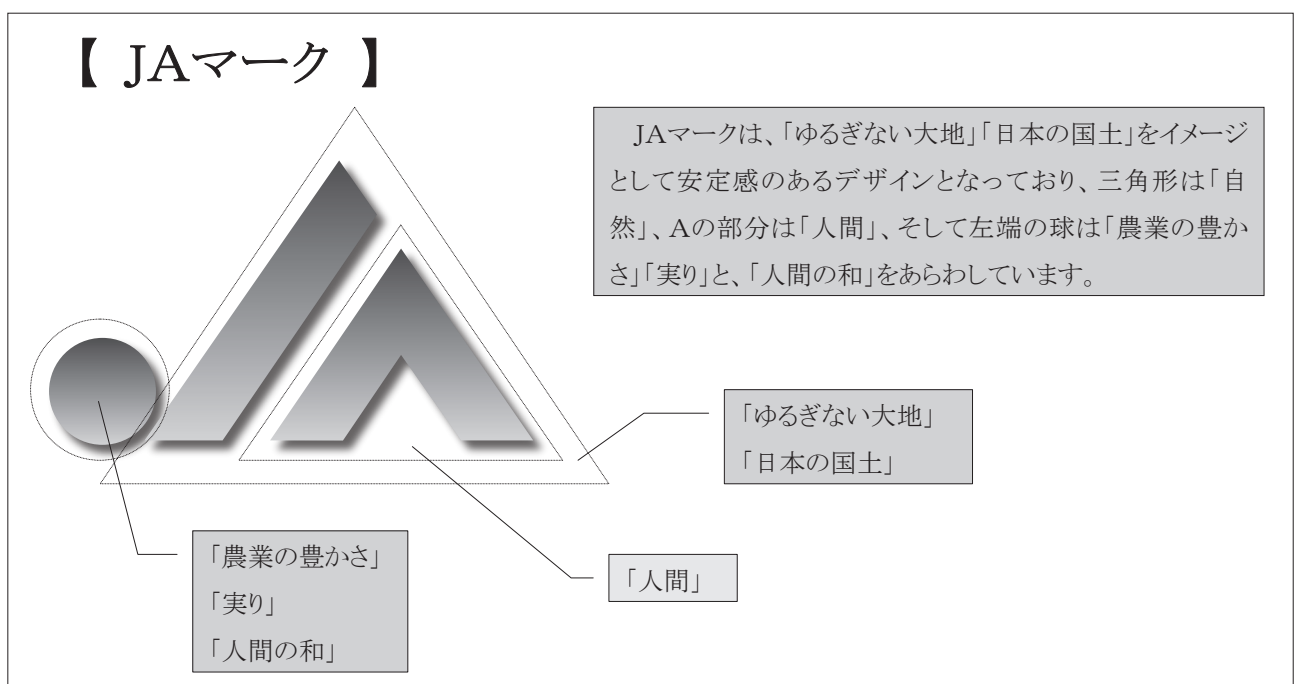 【 JAマーク 】
JAマークは、「ゆるぎない大地」「日本の国土」をイメージ
として安定感のあるデザインとなっており、三角形は「自
然」、Aの部分は「人間」、そして左端の球は「農業の豊か
さ」「実り」と、「人間の和」をあらわしています。
「ゆるぎない大地」
「日本の国土」
「農業の豊かさ」
「実り」
「人間の和」
「人間」